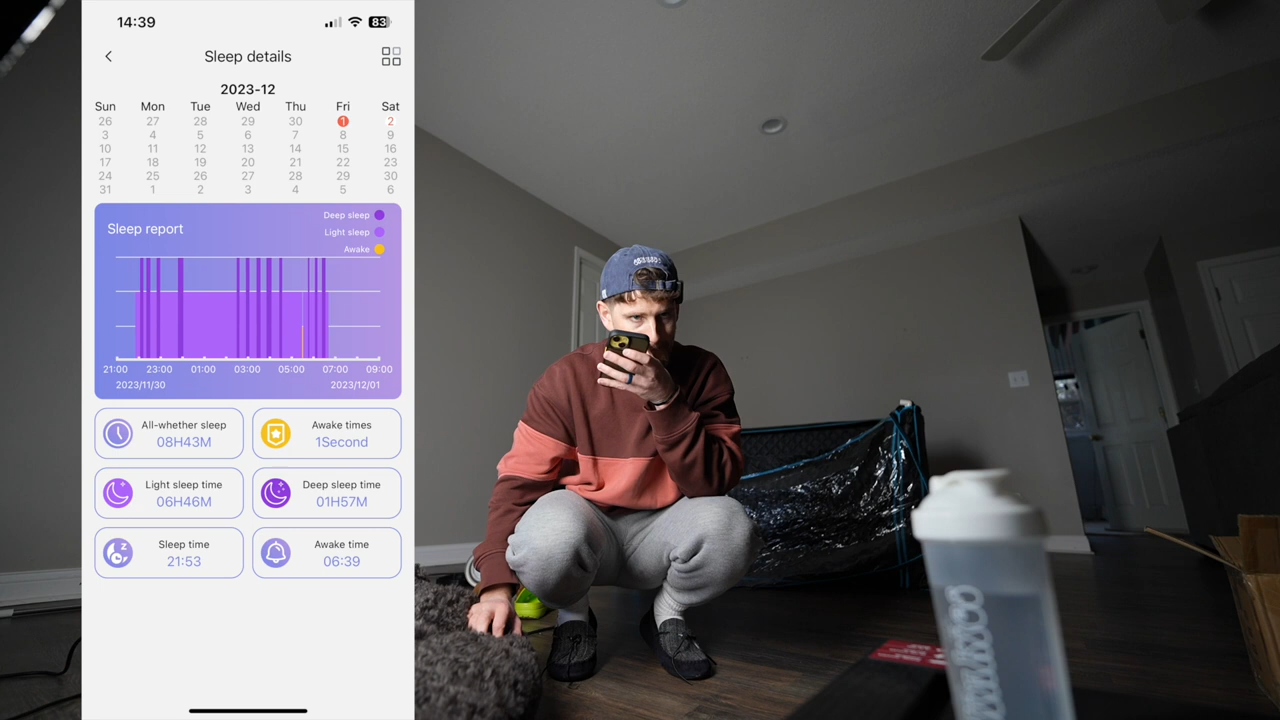 14:39
83
Sleep details
2023-12
Sun Mon Tue Wed Thu Fri Sat
26 27 28 29 30 1 2
3 4 5 6 7 8 9
10 11 12 13 14 15 16
17 18 19 20 21 22 23
24 25 26 27 28 29 30
31 1 2 3 4 5 6
Deep sleep
Sleep report
Light sleep
Awake
21:00 23:00 01:00 03:00 05:00 07:00 09:00
2023/11/30 2023/12/01
All-whether sleep
08H43M
Awake times
1Second
Light sleep time
06H46M
Deep sleep time
01H57M
Sleep time
21:53
Awake time
06:39